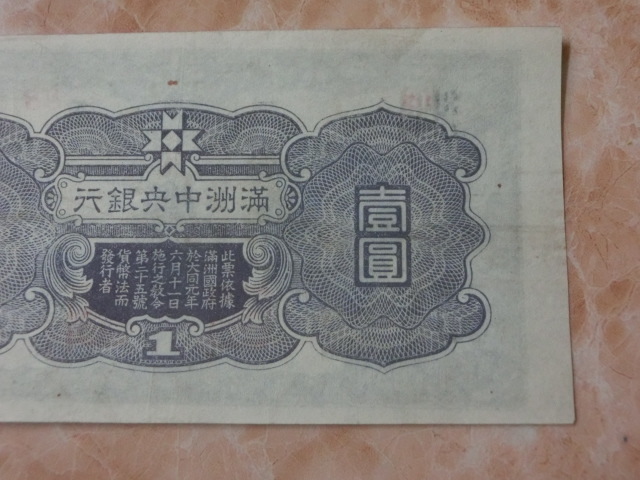 滿洲中央銀行
壹圓
此票依據
滿洲國政府
於大同元年
六月十一日
施行之敎令
第二十五號
貨幣法而
發行者
1